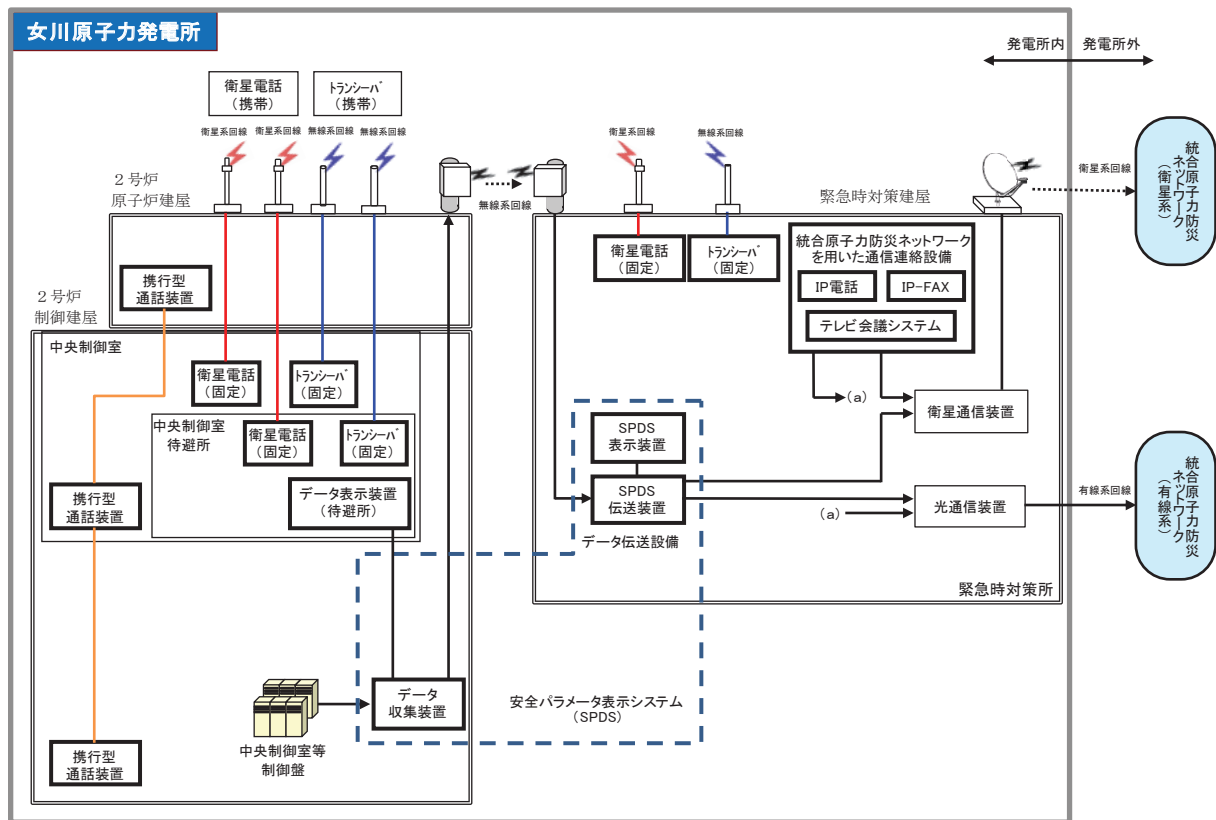 女川原子力発電所
発電所内
発電所外
衛星電話
(携帯)
トランシーバ
(携帯)
衛星系回線
衛星系回線
無線系回線
無線系回線
衛星系回線
無線系回線
2号炉
原子炉建屋
無線系回線
緊急時対策建屋
衛星系回線
統合原子力防災
ネットワーク
(衛星系)
携行型
通話装置
衛星電話
(固定)
トランシーバ
(固定)
統合原子力防災ネットワーク
を用いた通信連絡設備
IP電話
IP-FAX
テレビ会議システム
2号炉
制御建屋
中央制御室
衛星電話
(固定)
トランシーバ
(固定)
(a)
衛星通信装置
中央制御室
待避所
衛星電話
(固定)
トランシーバ
(固定)
SPDS
表示装置
データ表示装置
(待避所)
SPDS
伝送装置
データ伝送設備
(a)
光通信装置
有線系回線
統合原子力防災
ネットワーク
(有線系)
携行型
通話装置
緊急時対策所
データ
収集装置
安全パラメータ表示システム
(SPDS)
中央制御室等
制御盤
携行型
通話装置